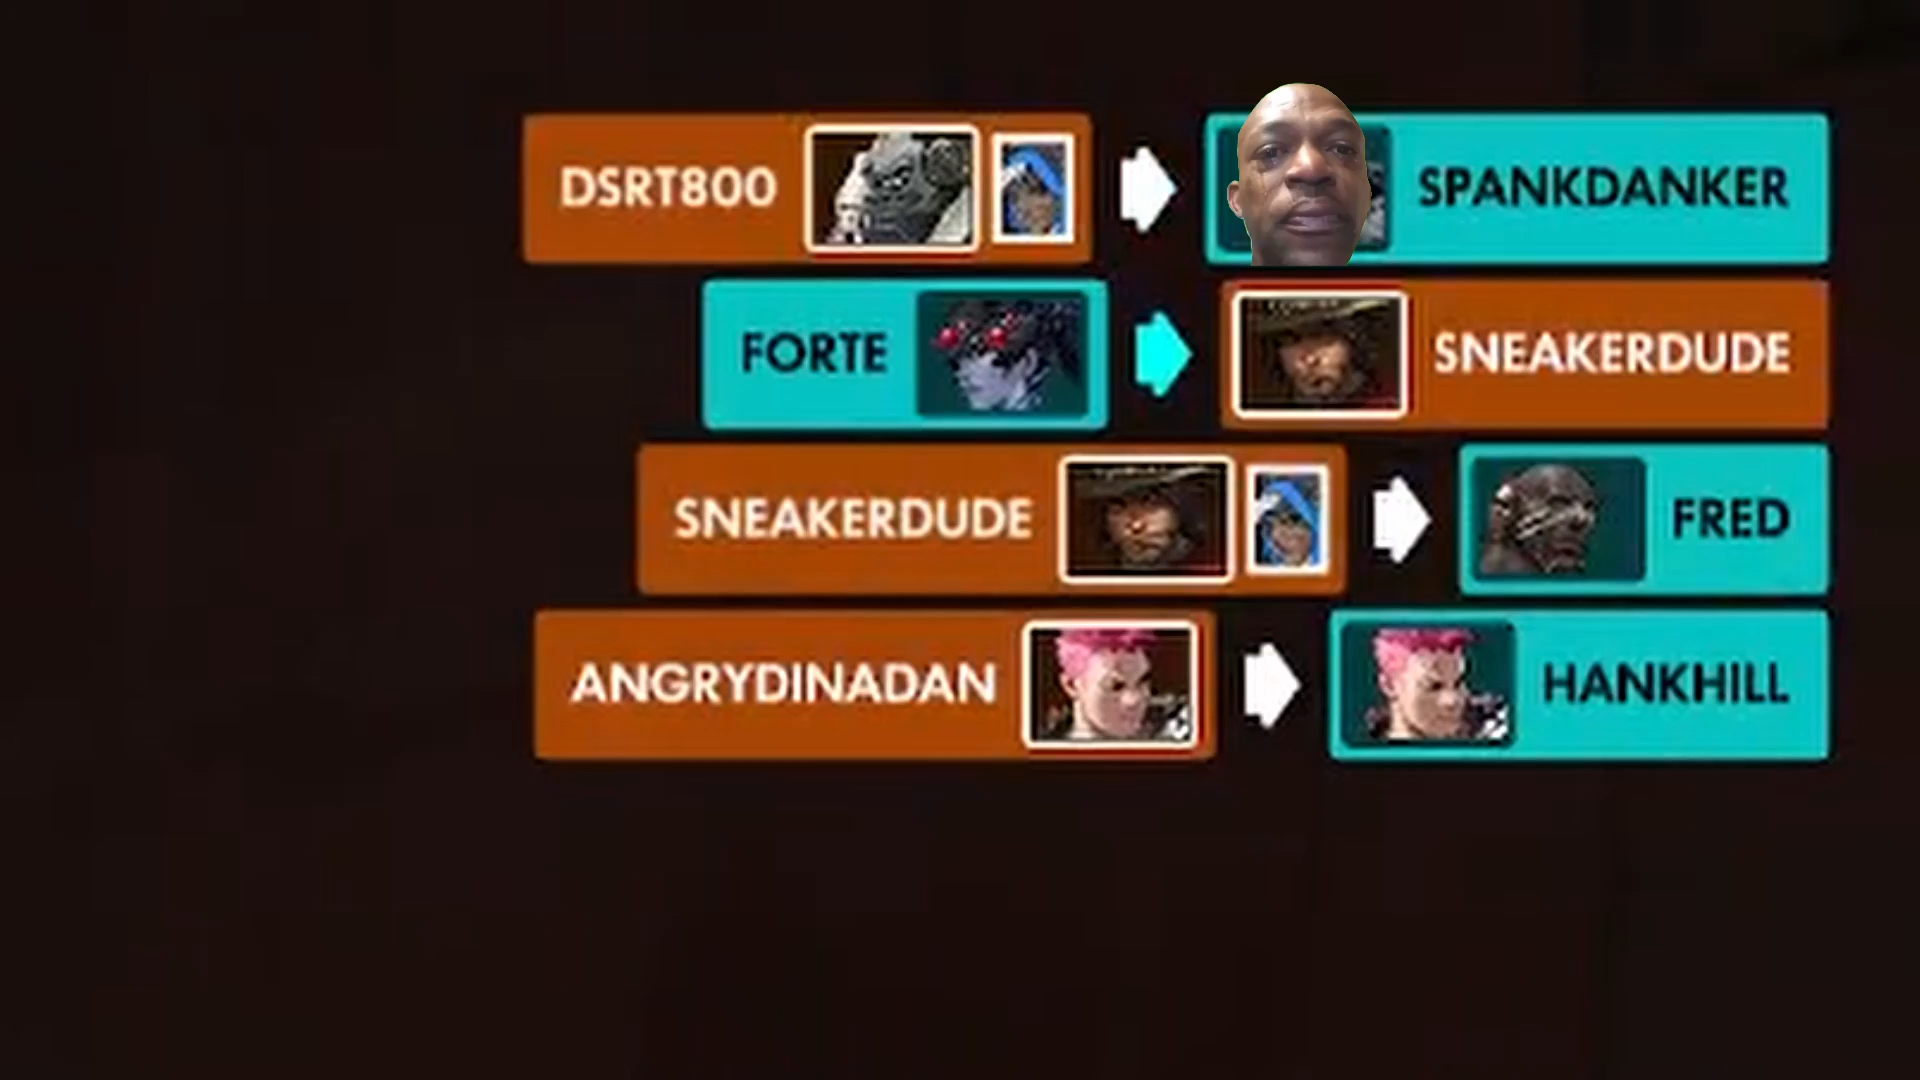 DSRT800 SPANKDANKER
FORTE SNEAKERDUDE
SNEAKERDUDE FRED
ANGRYDINADAN HANKHILL